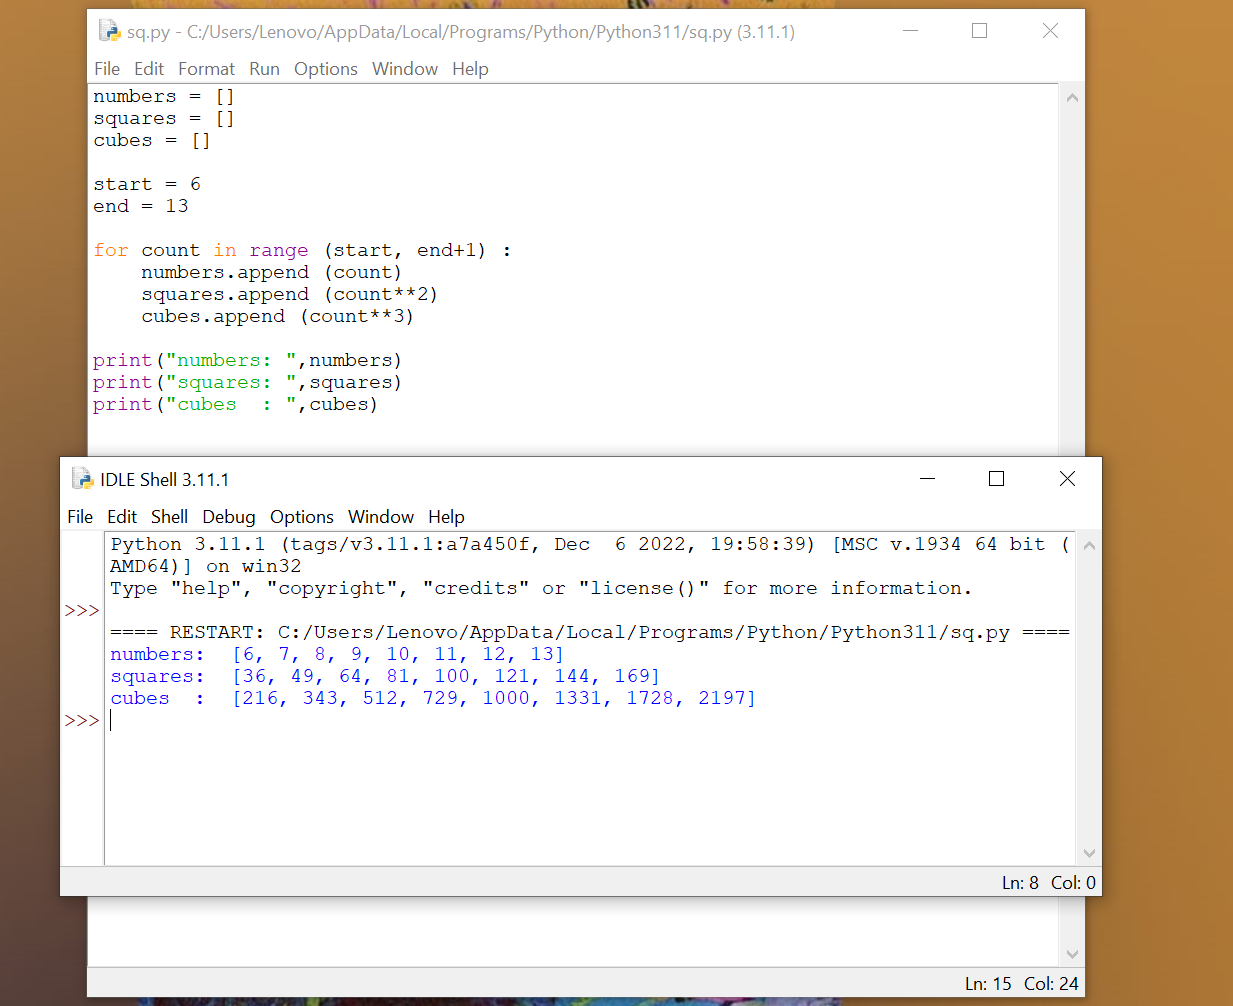 sq.py - C:/Users/Lenovo/AppData/Local/Programs/Python/Python311/sq.py (3.11.1)
File Edit Format Run Options Window Help
numbers = []
squares = []
cubes = []
start = 6
end = 13
for count in range (start, end+1) :
    numbers.append (count)
    squares.append (count**2)
    cubes.append (count**3)
print("numbers: ",numbers)
print("squares: ",squares)
print("cubes  : ",cubes)
IDLE Shell 3.11.1
File Edit Shell Debug Options Window Help
Python 3.11.1 (tags/v3.11.1:a7a450f, Dec  6 2022, 19:58:39) [MSC v.1934 64 bit (
AMD64)] on win32
Type "help", "copyright", "credits" or "license()" for more information.
>>>
==== RESTART: C:/Users/Lenovo/AppData/Local/Programs/Python/Python311/sq.py ====
numbers:  [6, 7, 8, 9, 10, 11, 12, 13]
squares:  [36, 49, 64, 81, 100, 121, 144, 169]
cubes  :  [216, 343, 512, 729, 1000, 1331, 1728, 2197]
>>>
Ln: 8 Col: 0
Ln: 15 Col: 24